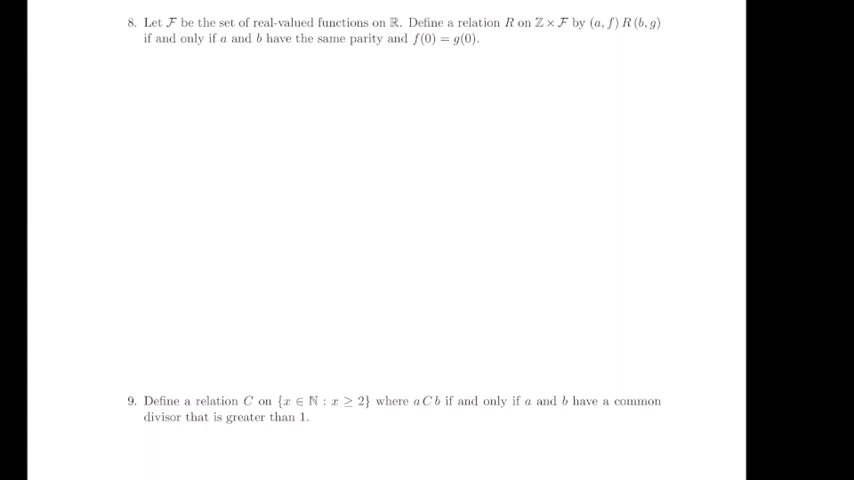 8. Let ℱ be the set of real-valued functions on ℝ. Define a relation R on ℤ × ℱ by (a, f) R (b, g)
if and only if a and b have the same parity and f(0) = g(0).
9. Define a relation C on {x ∈ ℕ : x ≥ 2} where a C b if and only if a and b have a common
divisor that is greater than 1.